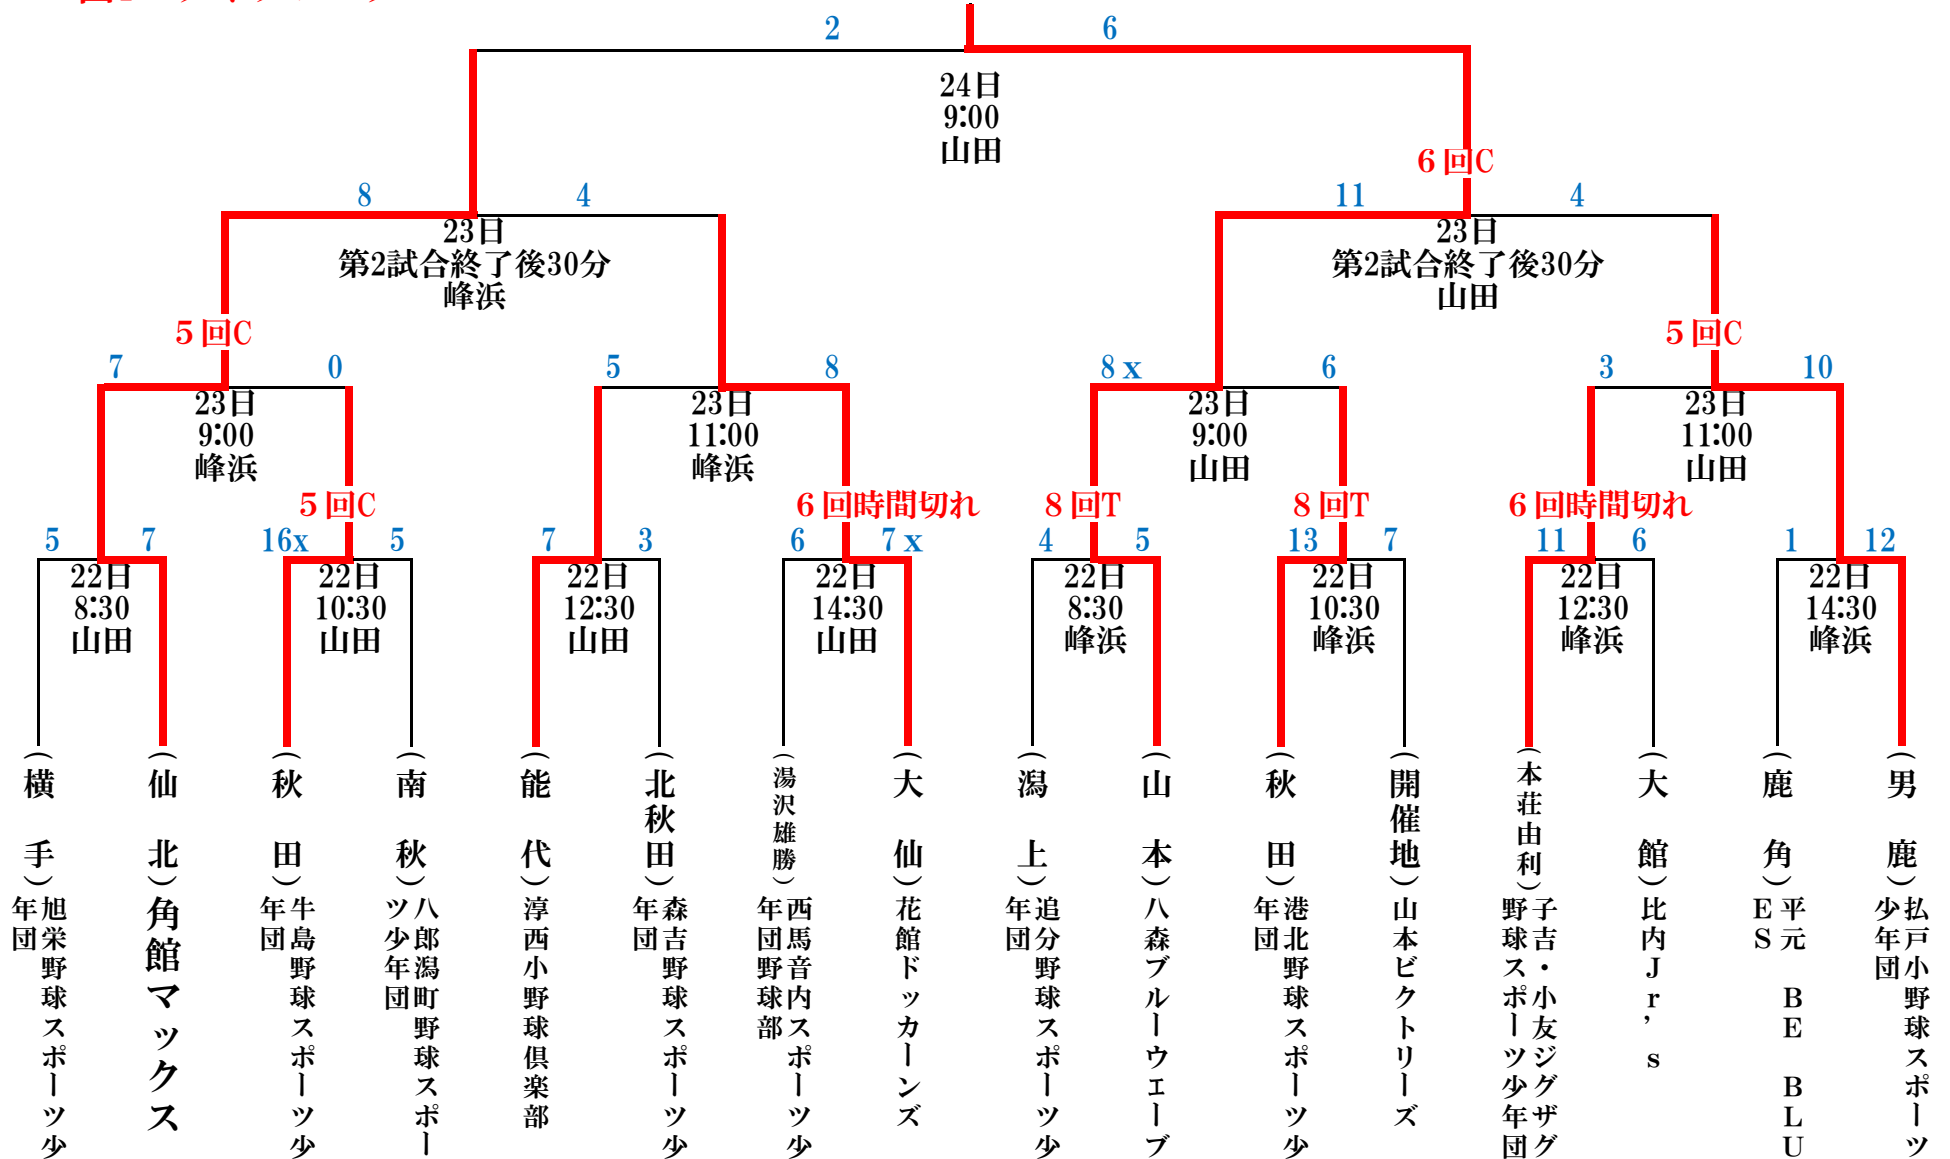 2
6
24日
9:00
山田
6回C
8
4
11
4
23日
第2試合終了後30分
峰浜
23日
第2試合終了後30分
山田
5回C
5回C
7
0
5
8
8x
6
3
10
23日
9:00
峰浜
23日
11:00
峰浜
23日
9:00
山田
23日
11:00
山田
5回C
6回時間切れ
8回T
8回T
6回時間切れ
5
7
16x
5
7
3
6
7x
4
5
13
7
11
6
1
12
22日
8:30
山田
22日
10:30
山田
22日
12:30
山田
22日
14:30
山田
22日
8:30
峰浜
22日
10:30
峰浜
22日
12:30
峰浜
22日
14:30
峰浜
(横 手)旭栄野球スポーツ少
年団
(仙 北)角館マックス
(秋 田)牛島野球スポーツ少
年団
(南 秋)八郎潟町野球スポー
ツ少年団
(能 代)淳西小野球倶楽部
(北秋田)森吉野球スポーツ少
年団
(湯沢雄勝)西馬音内スポーツ少
年団野球部
(大 仙)花館ドッカーンズ
(潟 上)追分野球スポーツ少
年団
(山 本)八森ブルーウェーブ
(秋 田)港北野球スポーツ少
年団
(開催地)山本ビクトリーズ
(本荘由利)子吉・小友ジグザグ
野球スポーツ少年団
(大 館)比内Jr's
(鹿 角)平元 BE BLU
ES
(男 鹿)払戸小野球スポーツ
少年団